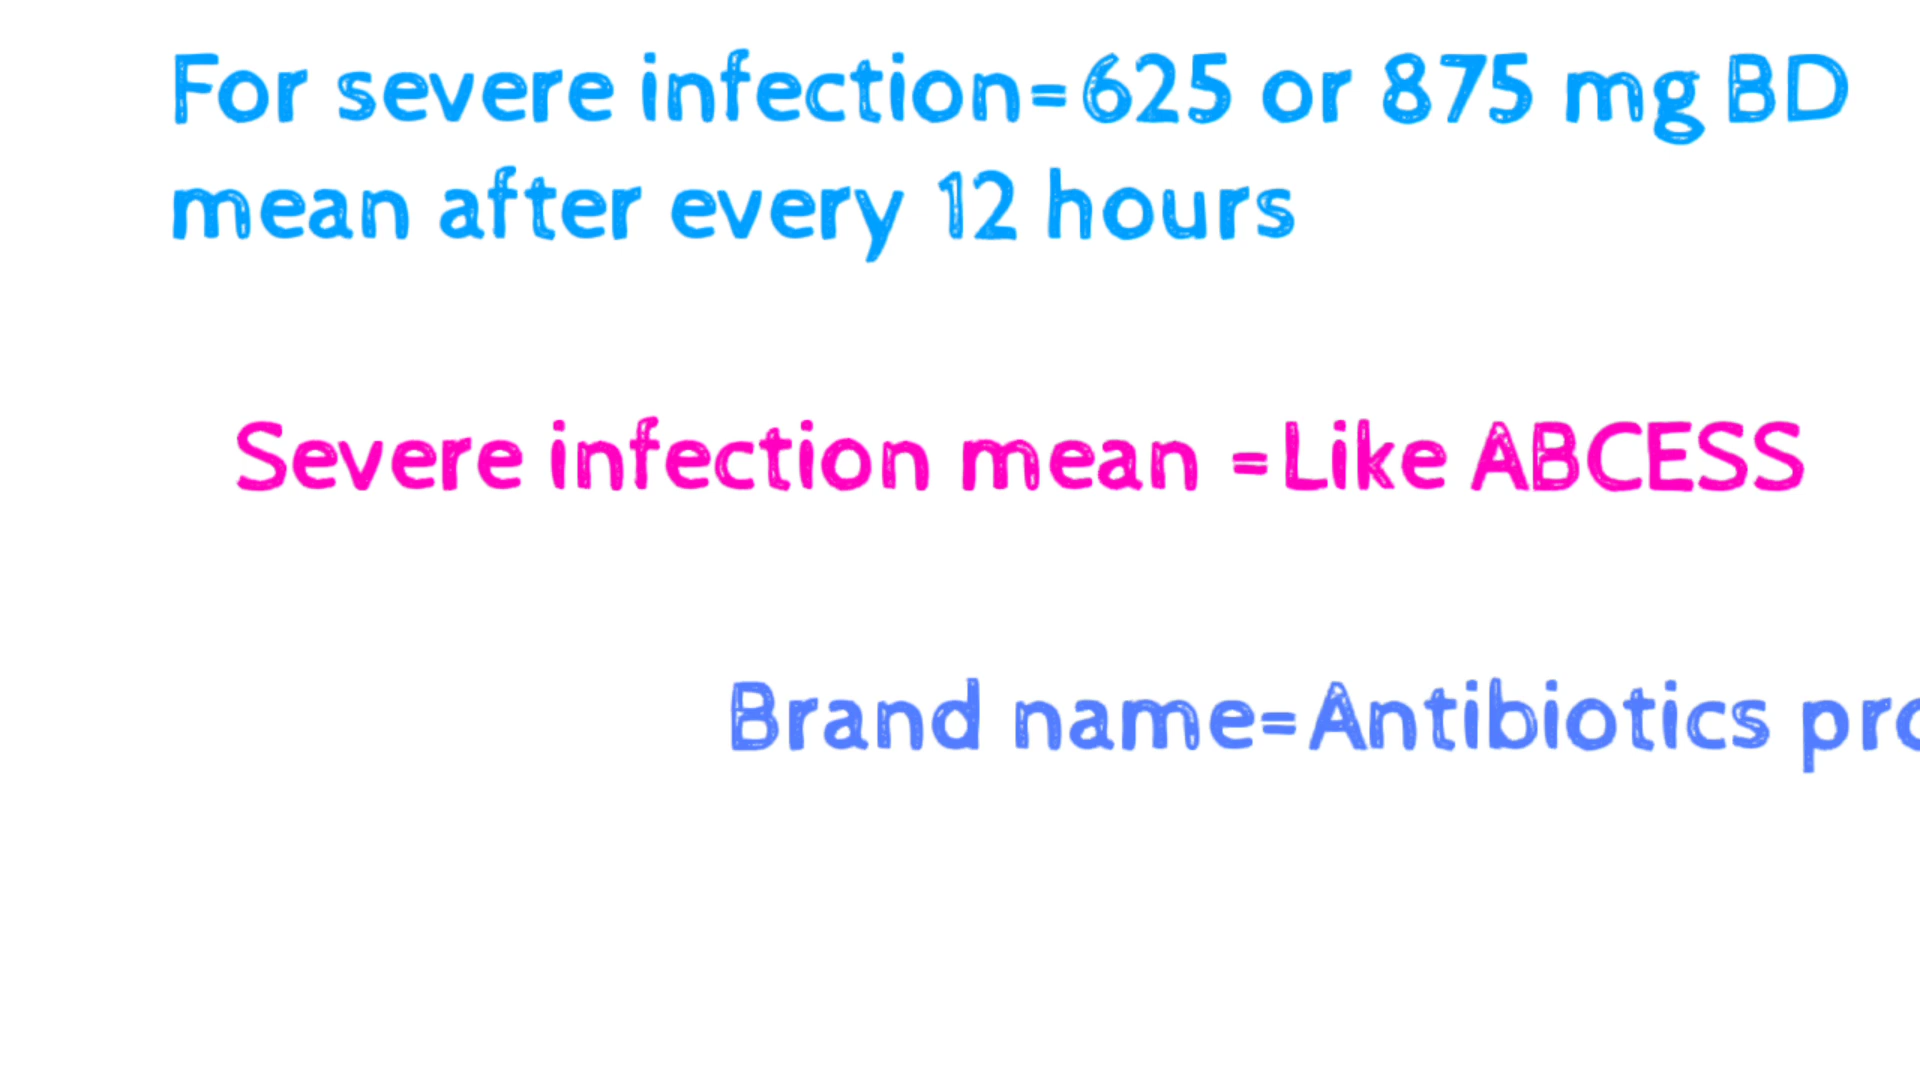 For severe infection=625 or 875 mg BD
mean after every 12 hours
Severe infection mean =Like ABCESS
Brand name=Antibiotics